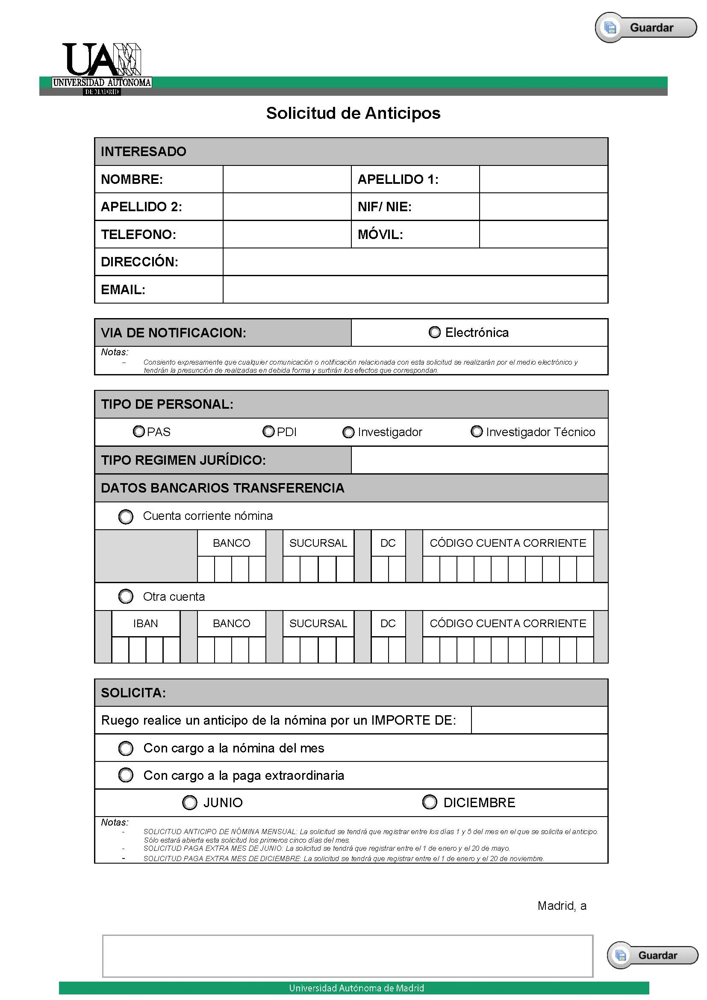 Guardar
UAM
UNIVERSIDAD AUTONOMA
DE MADRID
Solicitud de Anticipos
INTERESADO
NOMBRE: APELLIDO 1:
APELLIDO 2: NIF/ NIE:
TELEFONO: MÓVIL:
DIRECCIÓN:
EMAIL:
VIA DE NOTIFICACION: Electrónica
Notas:
– Consiento expresamente que cualquier comunicación o notificación relacionada con esta solicitud se realizarán por el medio electrónico y
tendrán la presunción de realizadas en debida forma y surtirán los efectos que correspondan.
TIPO DE PERSONAL:
PAS PDI Investigador Investigador Técnico
TIPO REGIMEN JURÍDICO:
DATOS BANCARIOS TRANSFERENCIA
Cuenta corriente nómina
BANCO SUCURSAL DC CÓDIGO CUENTA CORRIENTE
Otra cuenta
IBAN BANCO SUCURSAL DC CÓDIGO CUENTA CORRIENTE
SOLICITA:
Ruego realice un anticipo de la nómina por un IMPORTE DE:
Con cargo a la nómina del mes
Con cargo a la paga extraordinaria
JUNIO DICIEMBRE
Notas:
- SOLICITUD ANTICIPO DE NÓMINA MENSUAL: La solicitud se tendrá que registrar entre los días 1 y 5 del mes en el que se solicita el anticipo.
Sólo estará abierta esta solicitud los primeros cinco días del mes.
- SOLICITUD PAGA EXTRA MES DE JUNIO: La solicitud se tendrá que registrar entre el 1 de enero y el 20 de mayo.
- SOLICITUD PAGA EXTRA MES DE DICIEMBRE: La solicitud se tendrá que registrar entre el 1 de enero y el 20 de noviembre.
Madrid, a
Guardar
Universidad Autónoma de Madrid